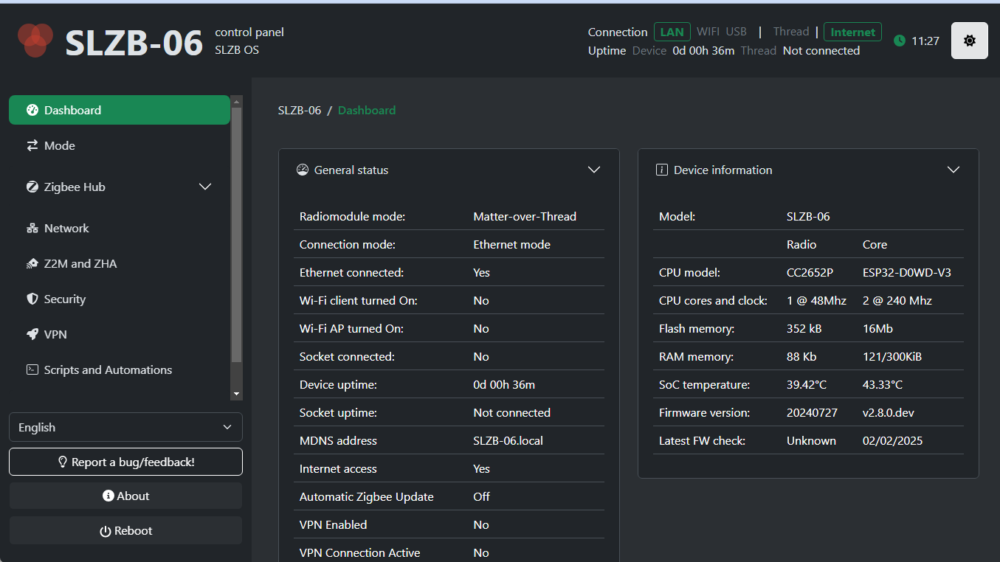 SLZB-06
control panel
SLZB OS
Connection LAN WIFI USB | Thread | Internet
Uptime Device 0d 00h 36m Thread Not connected
11:27
Dashboard
Mode
Zigbee Hub
Network
Z2M and ZHA
Security
VPN
Scripts and Automations
English
Report a bug/feedback!
About
Reboot
SLZB-06 / Dashboard
General status
Radiomodule mode: Matter-over-Thread
Connection mode: Ethernet mode
Ethernet connected: Yes
Wi-Fi client turned On: No
Wi-Fi AP turned On: No
Socket connected: No
Device uptime: 0d 00h 36m
Socket uptime: Not connected
MDNS address SLZB-06.local
Internet access Yes
Automatic Zigbee Update Off
VPN Enabled No
VPN Connection Active No
Device information
Model: SLZB-06
Radio Core
CPU model: CC2652P ESP32-D0WD-V3
CPU cores and clock: 1 @ 48Mhz 2 @ 240 Mhz
Flash memory: 352 kB 16Mb
RAM memory: 88 Kb 121/300KiB
SoC temperature: 39.42°C 43.33°C
Firmware version: 20240727 v2.8.0.dev
Latest FW check: Unknown 02/02/2025